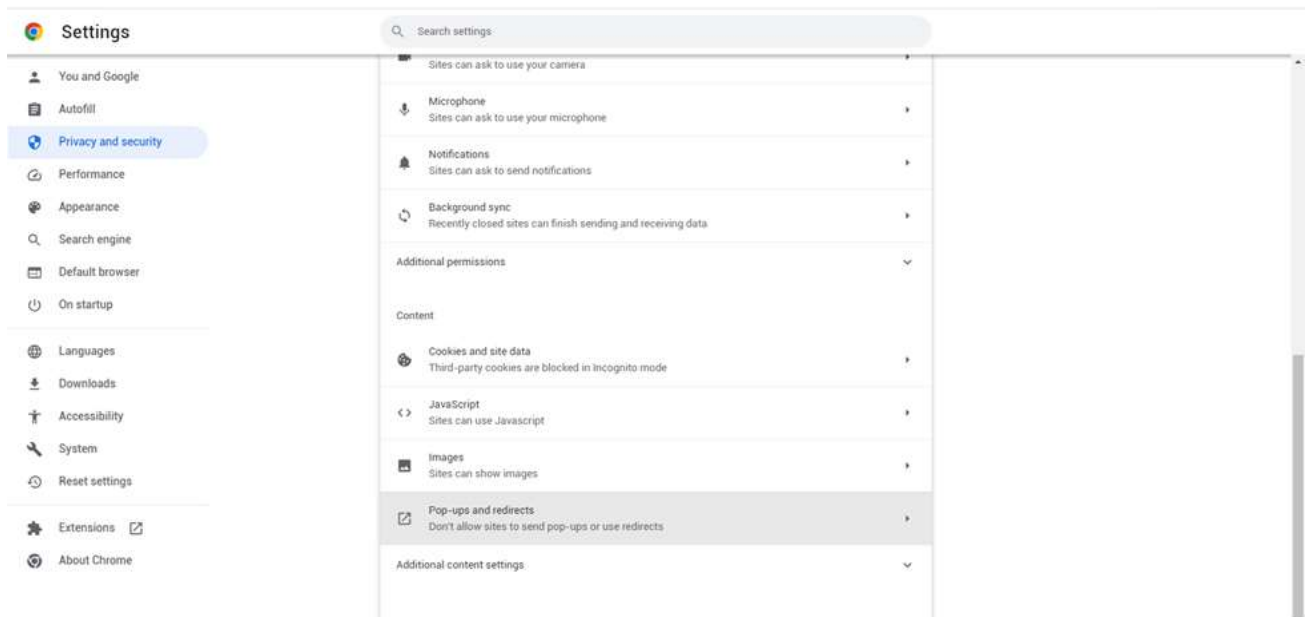 Settings
Search settings
You and Google
Autofill
Privacy and security
Performance
Appearance
Search engine
Default browser
On startup
Languages
Downloads
Accessibility
System
Reset settings
Extensions
About Chrome
Sites can ask to use your camera
Microphone
Sites can ask to use your microphone
Notifications
Sites can ask to send notifications
Background sync
Recently closed sites can finish sending and receiving data
Additional permissions
Content
Cookies and site data
Third-party cookies are blocked in Incognito mode
JavaScript
Sites can use Javascript
Images
Sites can show images
Pop-ups and redirects
Don't allow sites to send pop-ups or use redirects
Additional content settings